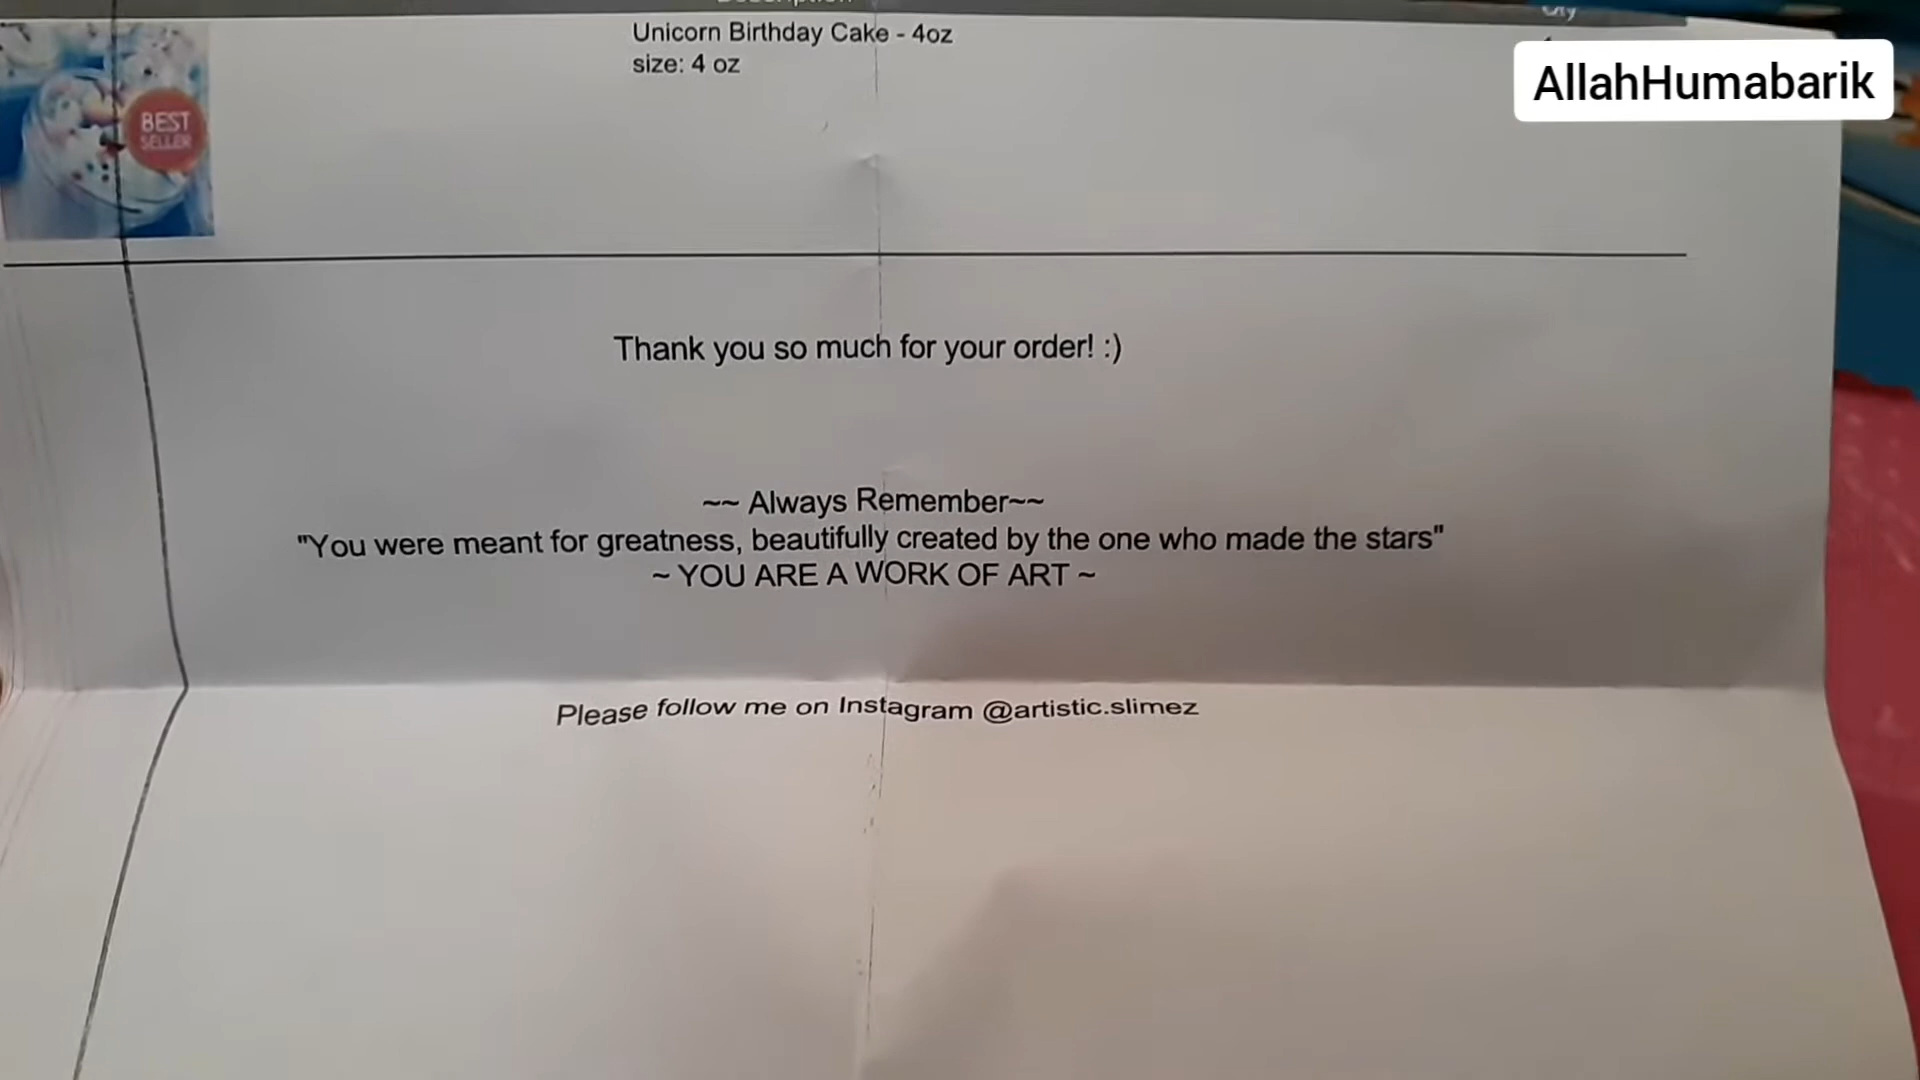 Description
Qty
Unicorn Birthday Cake - 4oz
size: 4 oz
AllahHumabarik
BEST
SELLER
Thank you so much for your order! :)
~~ Always Remember~~
"You were meant for greatness, beautifully created by the one who made the stars"
~ YOU ARE A WORK OF ART ~
Please follow me on Instagram @artistic.slimez